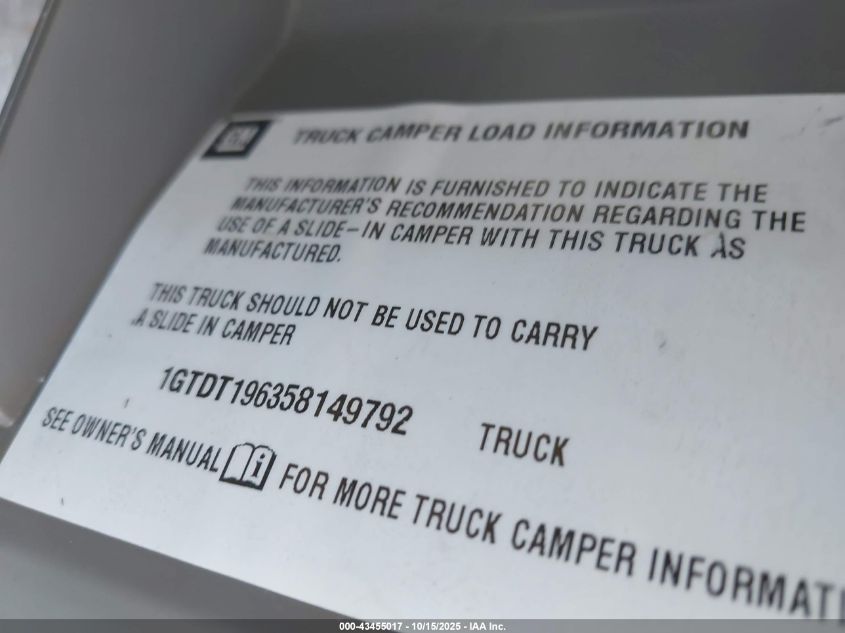 GM TRUCK CAMPER LOAD INFORMATION
THIS INFORMATION IS FURNISHED TO INDICATE THE
MANUFACTURER'S RECOMMENDATION REGARDING THE
USE OF A SLIDE-IN CAMPER WITH THIS TRUCK AS
MANUFACTURED.
THIS TRUCK SHOULD NOT BE USED TO CARRY
A SLIDE IN CAMPER
1GTDT196358149792 TRUCK
SEE OWNER'S MANUAL i FOR MORE TRUCK CAMPER INFORMATI
000-43455017 - 10/15/2025 - IAA Inc.